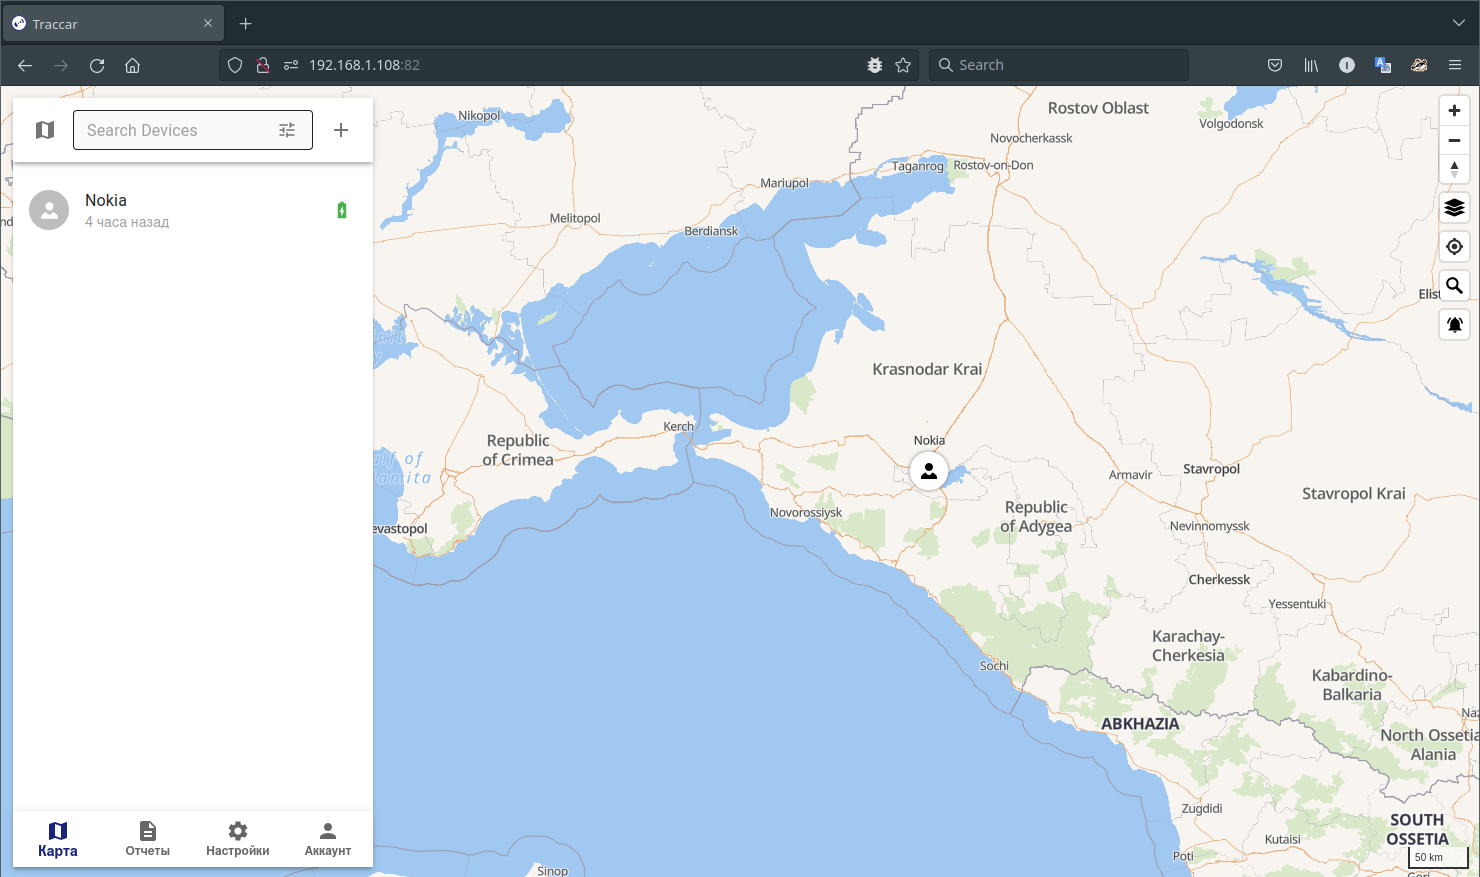 Traccar
192.168.1.108:82
Search
Search Devices
Nokia
4 часа назад
Карта
Отчеты
Настройки
Аккаунт
Nikopol
Rostov Oblast
Volgodonsk
Novocherkassk
Taganrog
Rostov-on-Don
Mariupol
Melitopol
Berdiansk
Krasnodar Krai
Kerch
Republic
of Crimea
Nokia
Armavir
Stavropol
Stavropol Krai
Republic
of Adygea
Novorossiysk
Nevinnomyssk
evastopol
Cherkessk
Yessentuki
Karachay-
Cherkesia
Sochi
Kabardino-
Balkaria
ABKHAZIA
North Ossetia
Alania
Zugdidi
SOUTH
OSSETIA
Kutaisi
Poti
50 km
Sinop